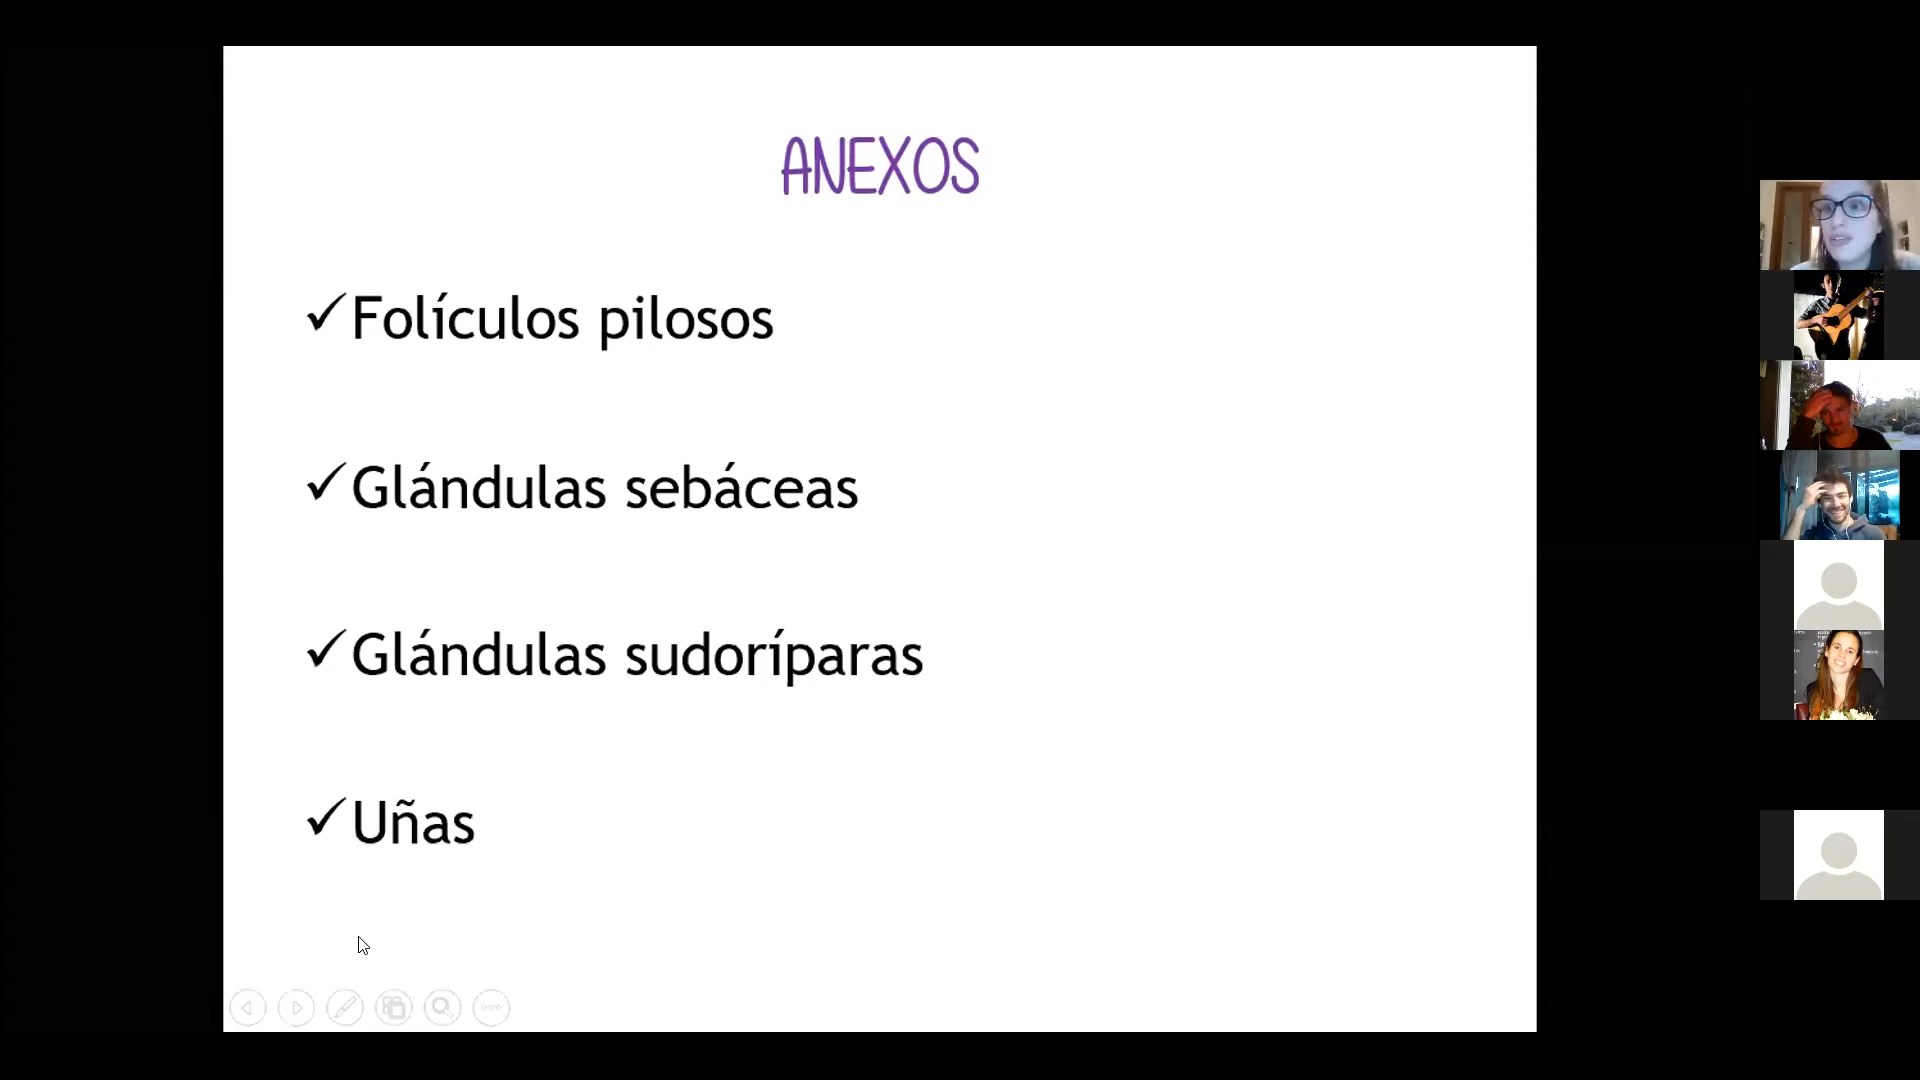 ANEXOS
✓Folículos pilosos
✓Glándulas sebáceas
✓Glándulas sudoríparas
✓Uñas